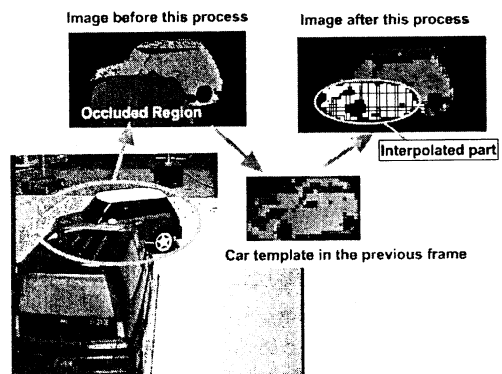 Image before this process
Image after this process
Occluded Region
Interpolated part
Car template in the previous frame